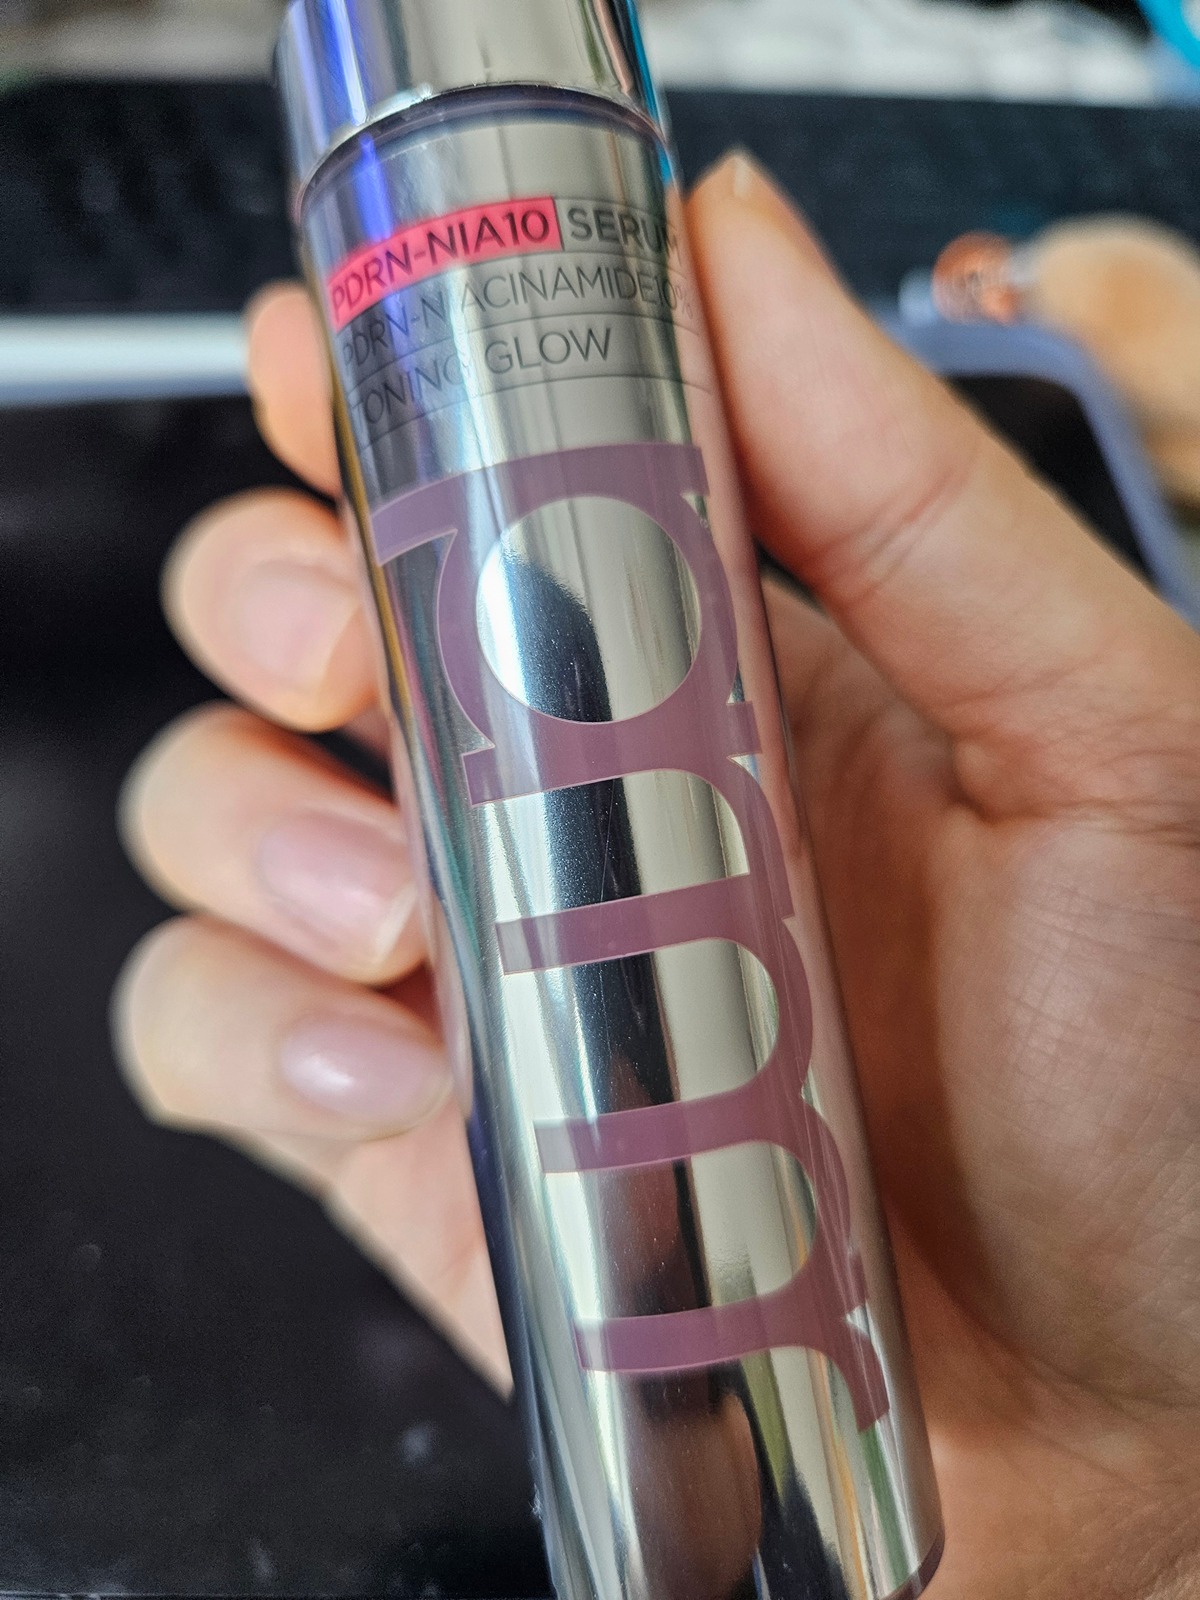 PDRN-NIA10 SERUM
PDRN-NIACINAMIDE10%
TONING GLOW